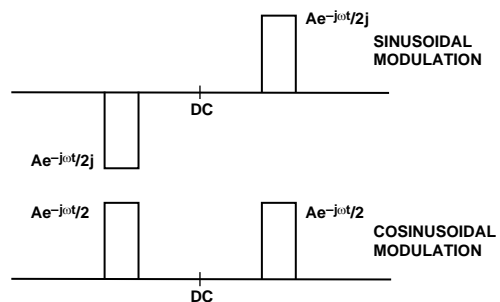 Ae–jωt/2j
SINUSOIDAL
MODULATION
DC
Ae–jωt/2j
Ae–jωt/2
Ae–jωt/2
COSINUSOIDAL
MODULATION
DC